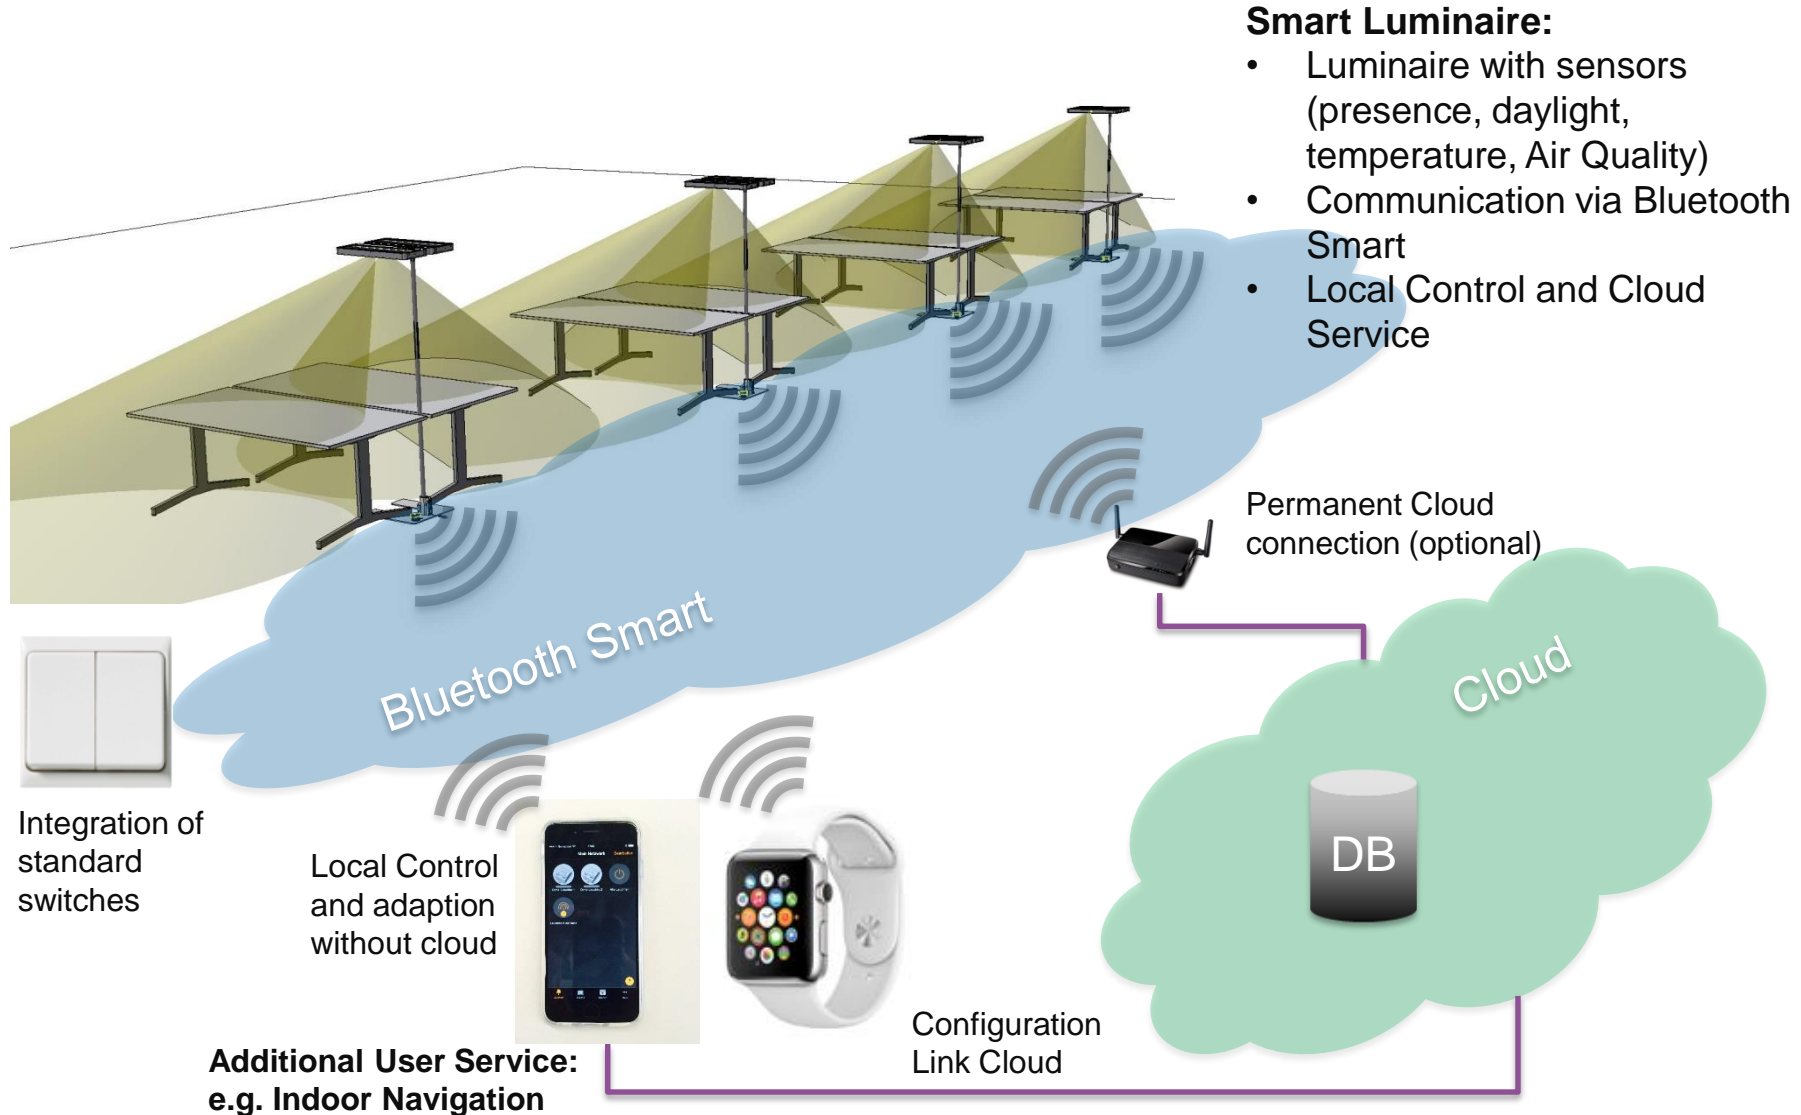 Smart Luminaire:
• Luminaire with sensors
(presence, daylight,
temperature, Air Quality)
• Communication via Bluetooth
Smart
• Local Control and Cloud
Service
Permanent Cloud
connection (optional)
Bluetooth Smart
Cloud
DB
Integration of
standard
switches
Local Control
and adaption
without cloud
Configuration
Link Cloud
Additional User Service:
e.g. Indoor Navigation